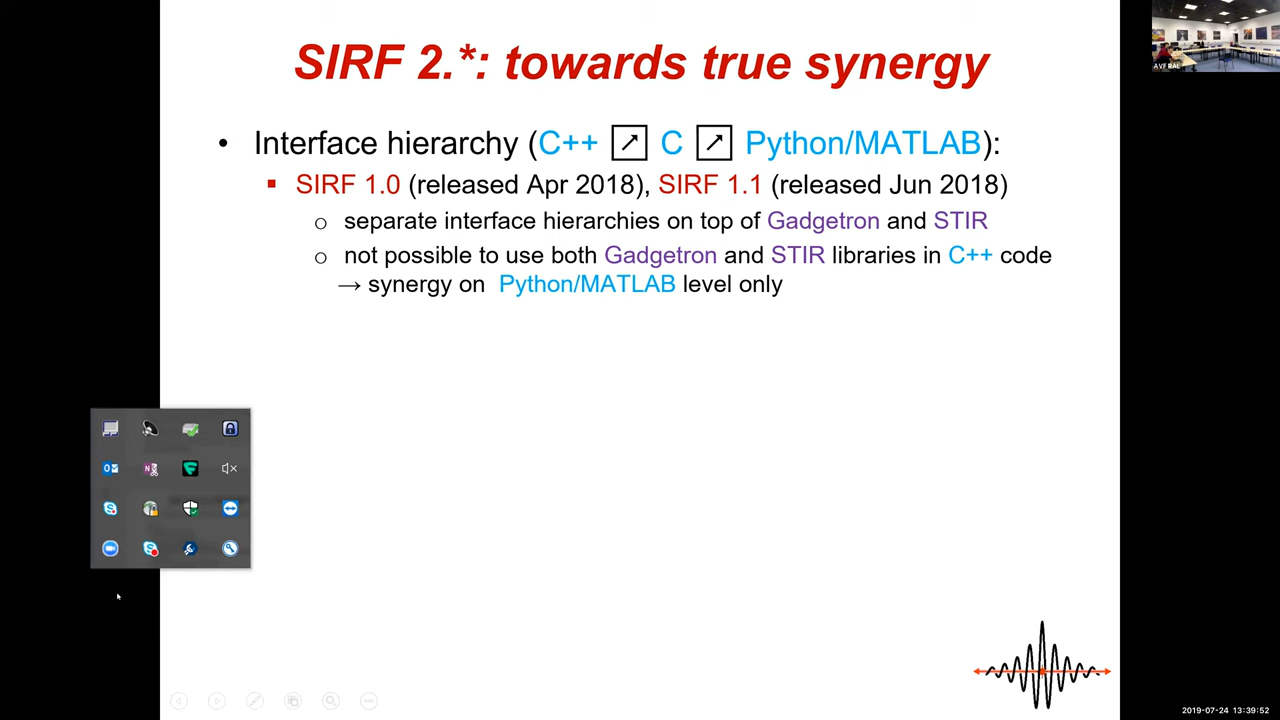 SIRF 2.*: towards true synergy
• Interface hierarchy (C++ ↗ C ↗ Python/MATLAB):
▪ SIRF 1.0 (released Apr 2018), SIRF 1.1 (released Jun 2018)
o separate interface hierarchies on top of Gadgetron and STIR
o not possible to use both Gadgetron and STIR libraries in C++ code
→ synergy on Python/MATLAB level only
AVF RAL
2019-07-24 13:39:52